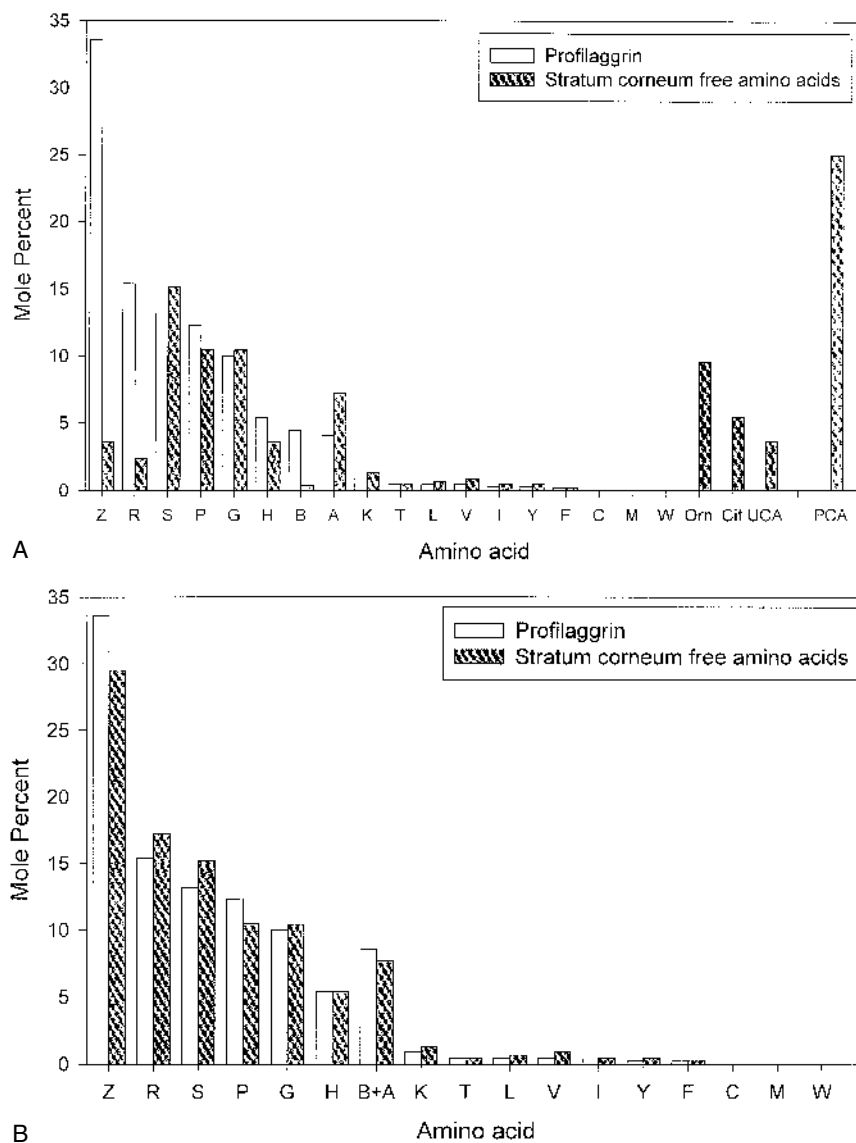 35
30
25
20
15
10
5
0
Mole Percent
Profilaggrin
Stratum corneum free amino acids
Z R S P G H B A K T L V I Y F C M W Orn Cit UCA PCA
Amino acid
A
35
30
25
20
15
10
5
0
Mole Percent
Profilaggrin
Stratum corneum free amino acids
Z R S P G H B+A K T L V I Y F C M W
Amino acid
B